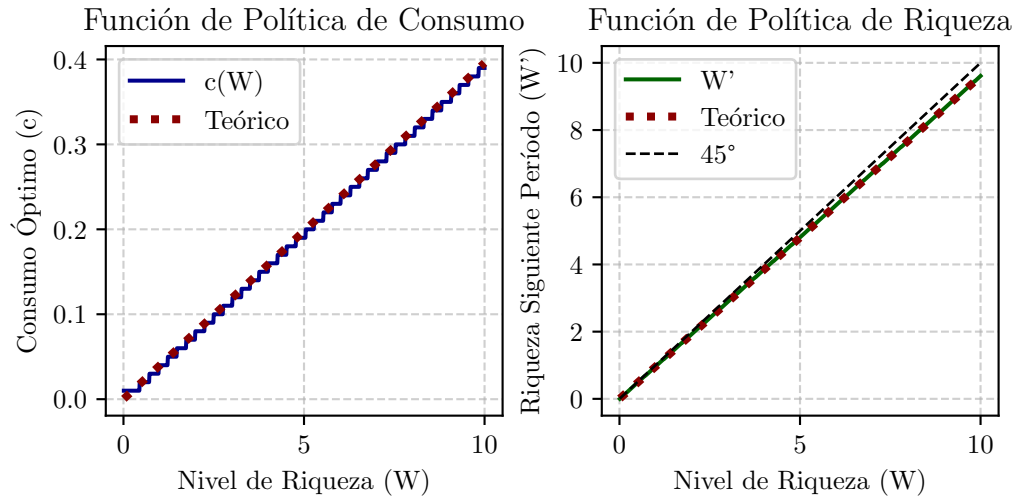 Función de Política de Consumo
Consumo Óptimo (c)
0.4
0.3
0.2
0.1
0.0
c(W)
Teórico
0
5
10
Nivel de Riqueza (W)
Función de Política de Riqueza
Riqueza Siguiente Período (W')
10
8
6
4
2
0
W'
Teórico
45°
0
5
10
Nivel de Riqueza (W)